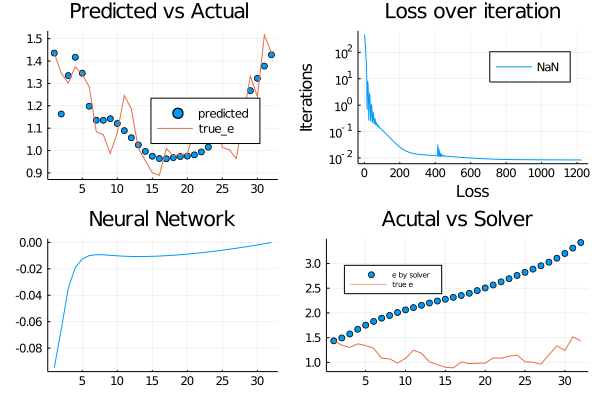 Predicted vs Actual
1.5
1.4
1.3
1.2
1.1
1.0
0.9
predicted
true_e
5 10 15 20 25 30
Loss over iteration
Iterations
10²
10¹
10⁰
10⁻¹
10⁻²
NaN
0 200 400 600 800 1000 1200
Loss
Neural Network
0.00
-0.02
-0.04
-0.06
-0.08
5 10 15 20 25 30
Acutal vs Solver
3.0
2.5
2.0
1.5
1.0
e by solver
true e
5 10 15 20 25 30